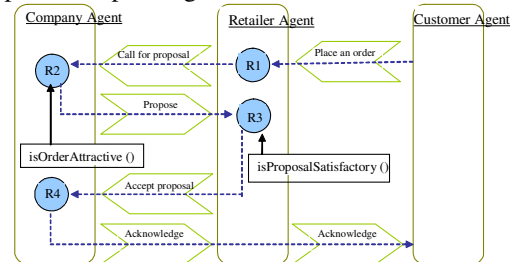 Company Agent
Retailer Agent
Customer Agent
Call for proposal
Place an order
R2
R1
Propose
R3
isOrderAttractive ()
isProposalSatisfactory ()
R4
Accept proposal
Acknowledge
Acknowledge